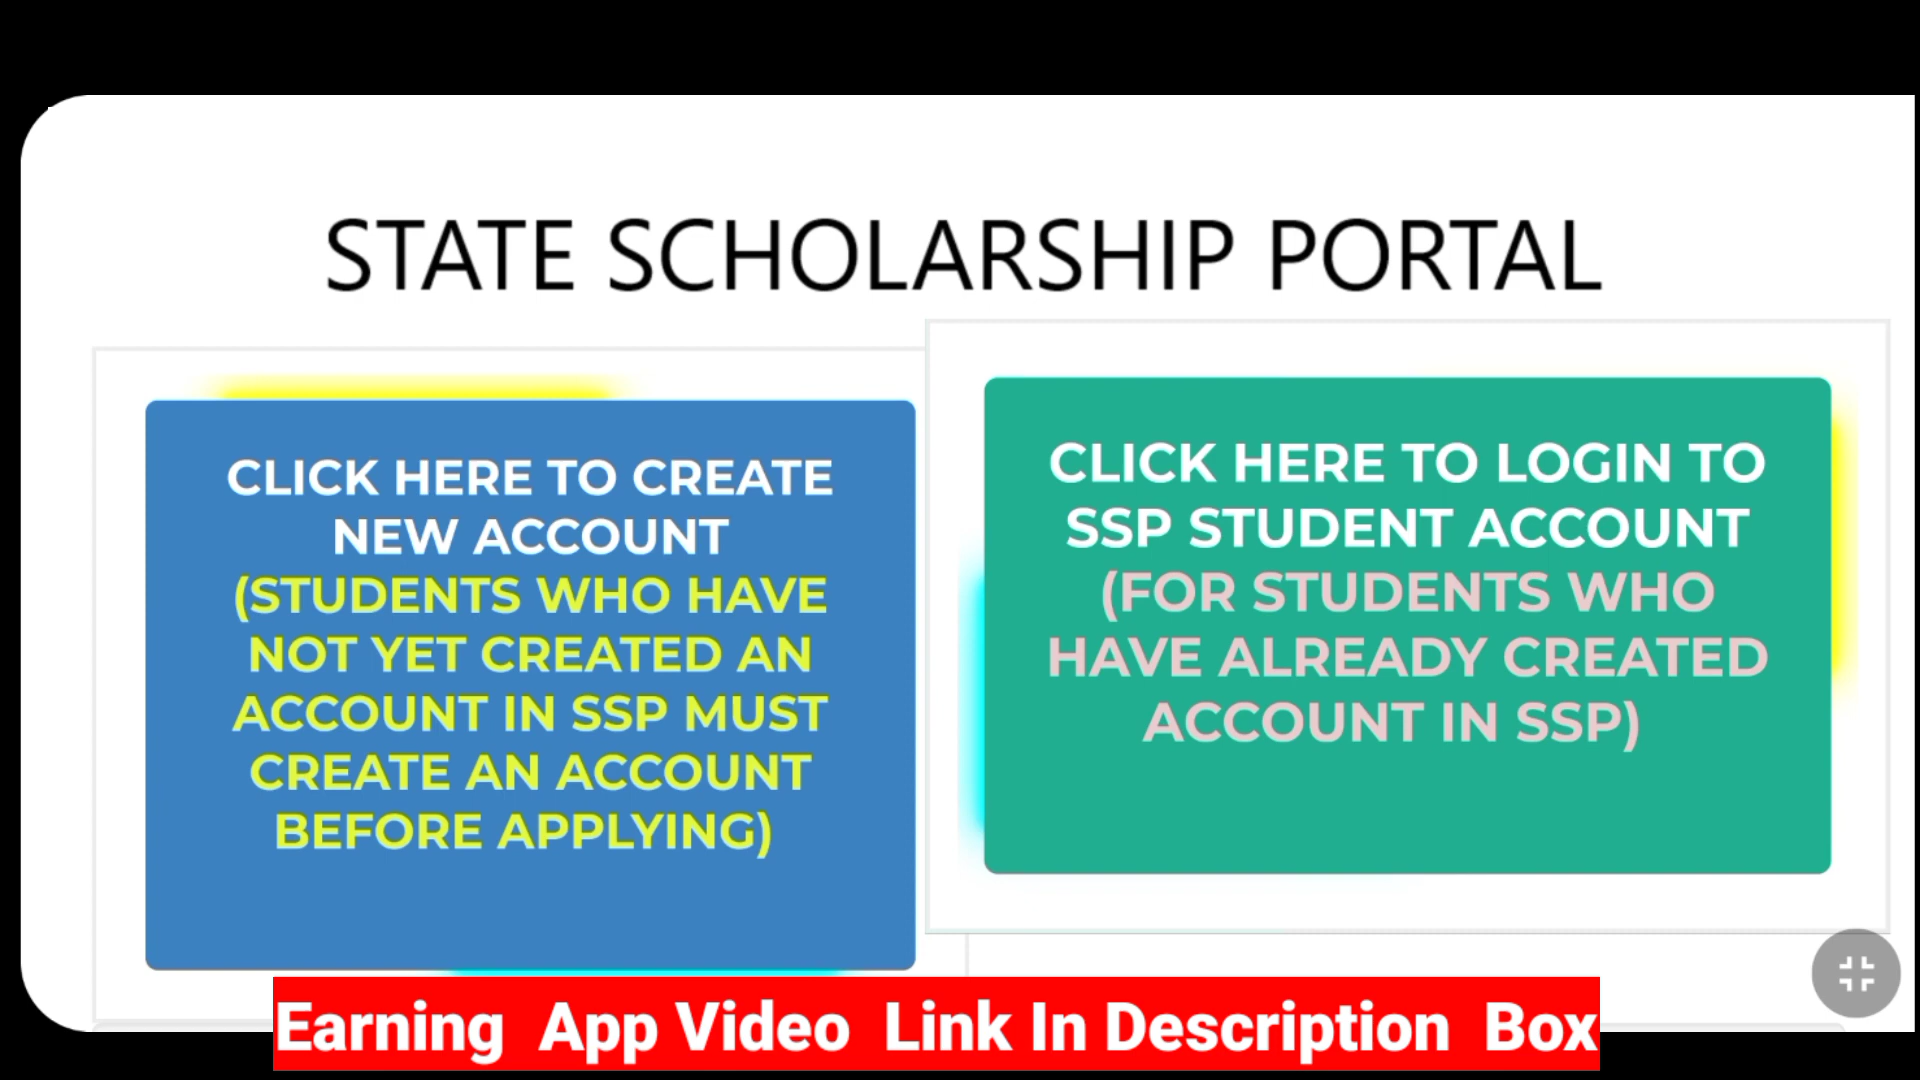 STATE SCHOLARSHIP PORTAL
CLICK HERE TO CREATE
NEW ACCOUNT
(STUDENTS WHO HAVE
NOT YET CREATED AN
ACCOUNT IN SSP MUST
CREATE AN ACCOUNT
BEFORE APPLYING)
CLICK HERE TO LOGIN TO
SSP STUDENT ACCOUNT
(FOR STUDENTS WHO
HAVE ALREADY CREATED
ACCOUNT IN SSP)
Earning App Video Link In Description Box